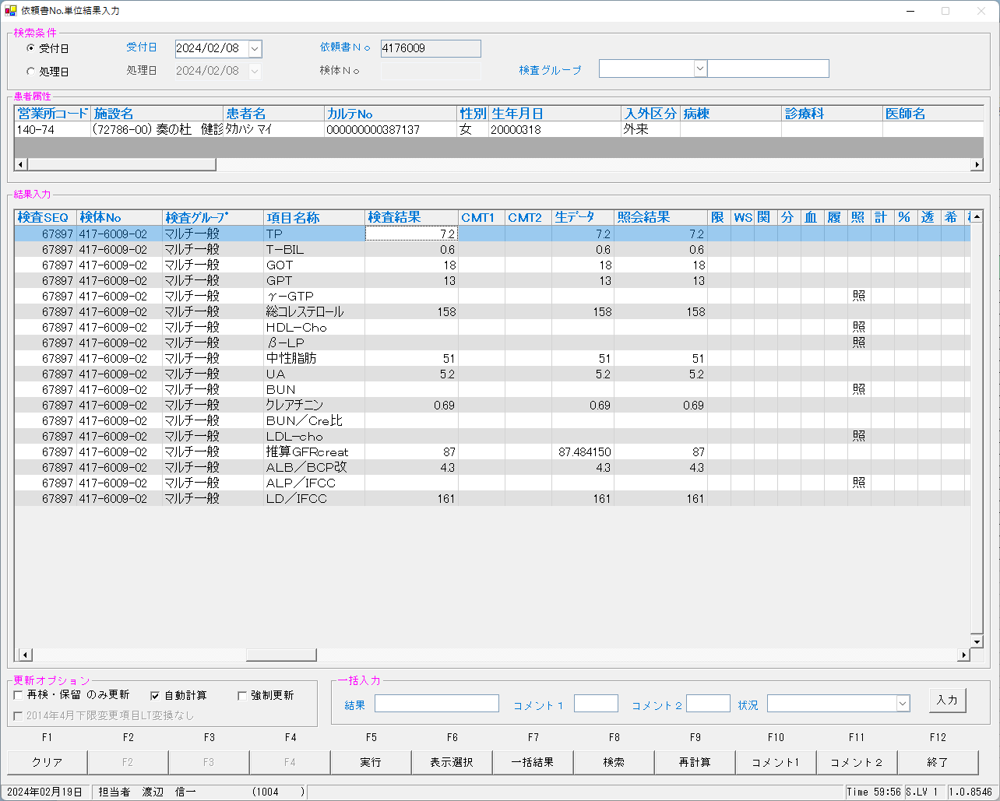 依頼書No.単位結果入力
検索条件
受付日 受付日 2024/02/08 依頼書Ｎｏ 4176009
処理日 処理日 2024/02/08 検体Ｎｏ 検査グループ
患者属性
営業所コード 施設名 患者名 カルテNo 性別 生年月日 入外区分 病棟 診療科 医師名
140-74 (72786-00) 奏の杜　健診 ﾀｶﾊｼ ﾏｲ 000000000387137 女 20000318 外来
結果入力
検査SEQ 検体No 検査ｸﾞﾙｰﾌﾟ 項目名称 検査結果 CMT1 CMT2 生ﾃﾞｰﾀ 照会結果 限 WS 関 分 血 履 照 計 % 透 希
67897 417-6009-02 マルチ一般 TP 7.2 7.2 7.2
67897 417-6009-02 マルチ一般 T－BIL 0.6 0.6 0.6
67897 417-6009-02 マルチ一般 GOT 18 18 18
67897 417-6009-02 マルチ一般 GPT 13 13 13
67897 417-6009-02 マルチ一般 γ－GTP 照
67897 417-6009-02 マルチ一般 総コレステロール 158 158 158
67897 417-6009-02 マルチ一般 HDL－Cho 照
67897 417-6009-02 マルチ一般 β－LP 照
67897 417-6009-02 マルチ一般 中性脂肪 51 51 51
67897 417-6009-02 マルチ一般 UA 5.2 5.2 5.2
67897 417-6009-02 マルチ一般 BUN 照
67897 417-6009-02 マルチ一般 クレアチニン 0.69 0.69 0.69
67897 417-6009-02 マルチ一般 BUN／Cre比
67897 417-6009-02 マルチ一般 LDL－cho 照
67897 417-6009-02 マルチ一般 推算GFRcreat 87 87.484150 87
67897 417-6009-02 マルチ一般 ALB／BCP改 4.3 4.3 4.3
67897 417-6009-02 マルチ一般 ALP／IFCC 照
67897 417-6009-02 マルチ一般 LD／IFCC 161 161 161
更新オプション 一括入力
再検・保留 のみ更新 自動計算 強制更新
結果 コメント１ コメント２ 状況 入力
2014年4月下限変更項目LT変換なし
F1 F2 F3 F4 F5 F6 F7 F8 F9 F10 F11 F12
クリア F2 F3 F4 実行 表示選択 一括結果 検索 再計算 コメント1 コメント２ 終了
2024年02月19日 担当者　渡辺　信一 (1004 ) Time 59:56 S.LV 1 1.0.8546